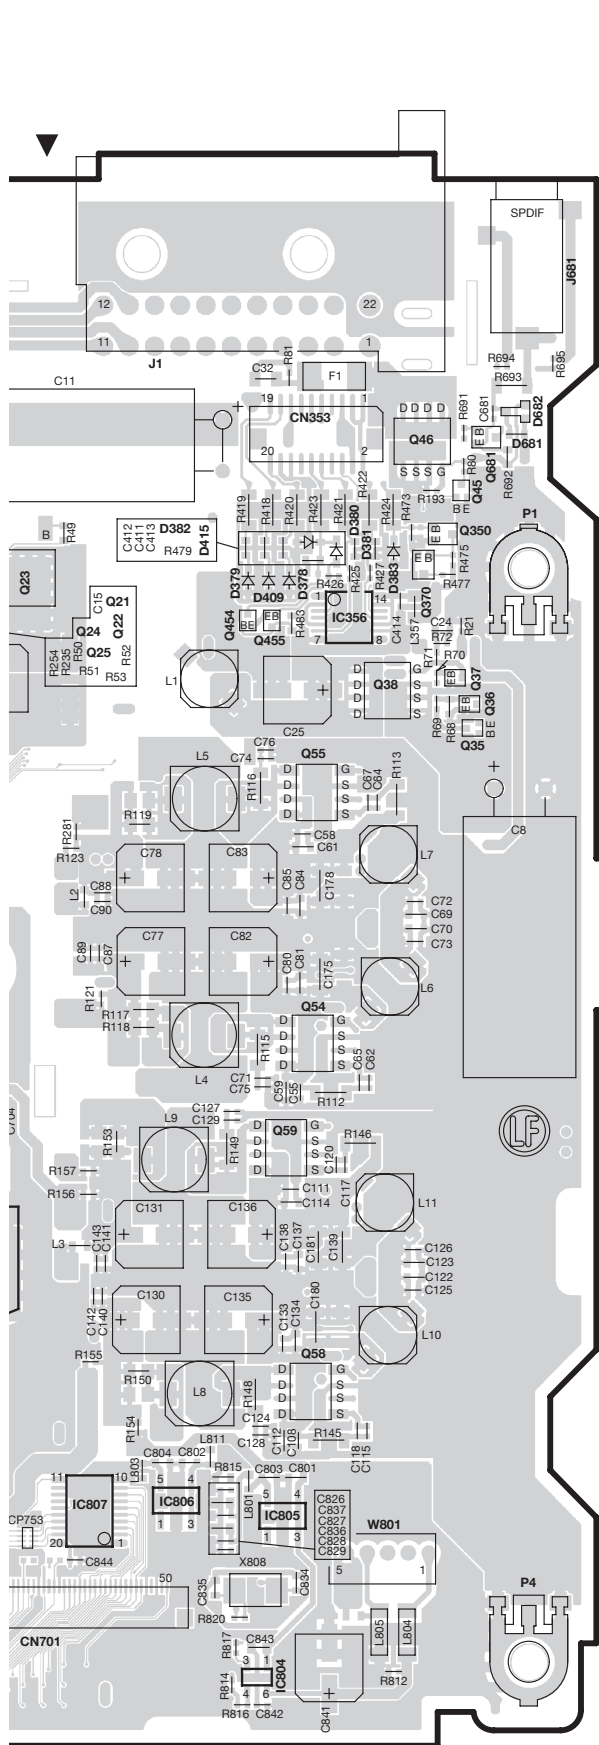 SPDIF
J681
12
22
11
1
J1
R694
R695
R693
C32
R81
F1
C11
19
1
CN353
20
2
D D D D
Q46
S S S G
R691
C681
D682
E B
D681
Q681
R80
R692
R193
Q45
B E
P1
R422
R419
R418
R420
R423
R421
D380
R424
R473
C412
C411
C413
D382
R479
D415
D381
E B
Q350
R475
B
R49
D379
D409
D378
R426
R425
R427
D383
E B
R477
Q370
Q23
C15
Q21
Q22
Q24
Q25
R254
R235
R50
R51
R52
R53
Q454
B E
E B
Q455
R483
1
14
IC356
7
8
C414
L357
C24
R72
R21
R71
R70
L1
C25
D
D
D
D
Q38
G
S
S
S
E B
Q37
E B
Q36
R69
R68
B E
Q35
C76
C74
L5
Q55
D
D
D
D
G
S
S
S
R116
C67
C64
R113
R119
R281
R123
C58
C61
L7
C8
C78
C83
C85
C84
C178
L2
C88
C90
C72
C69
C70
C73
C77
C82
C89
C87
C80
C81
C175
L6
R121
R117
R118
Q54
D
D
D
D
G
S
S
S
R115
L4
C71
C75
C59
C55
R112
C65
C62
C704
L9
C127
C129
R153
R149
Q59
D
D
D
D
G
S
S
S
R146
C120
C117
LF
R157
R156
C111
C114
L11
C131
C136
L3
C143
C141
C138
C137
C181
C139
C126
C123
C122
C125
C130
C135
C142
C140
C133
C134
C180
L10
R155
Q58
D
D
D
D
G
S
S
S
R150
L8
R148
R154
C124
C128
C112
C108
R145
C118
C115
L811
L803
C804
C802
R815
C803
C801
L801
11
10
IC807
20
1
5
4
IC806
1
3
5
4
IC805
1
3
C826
C837
C827
C836
C828
C829
W801
5
1
CP753
C844
X808
C835
C834
50
CN701
R820
R817
C843
3
1
R814
IC804
4
6
R816
C842
C841
L805
L804
R812
P4